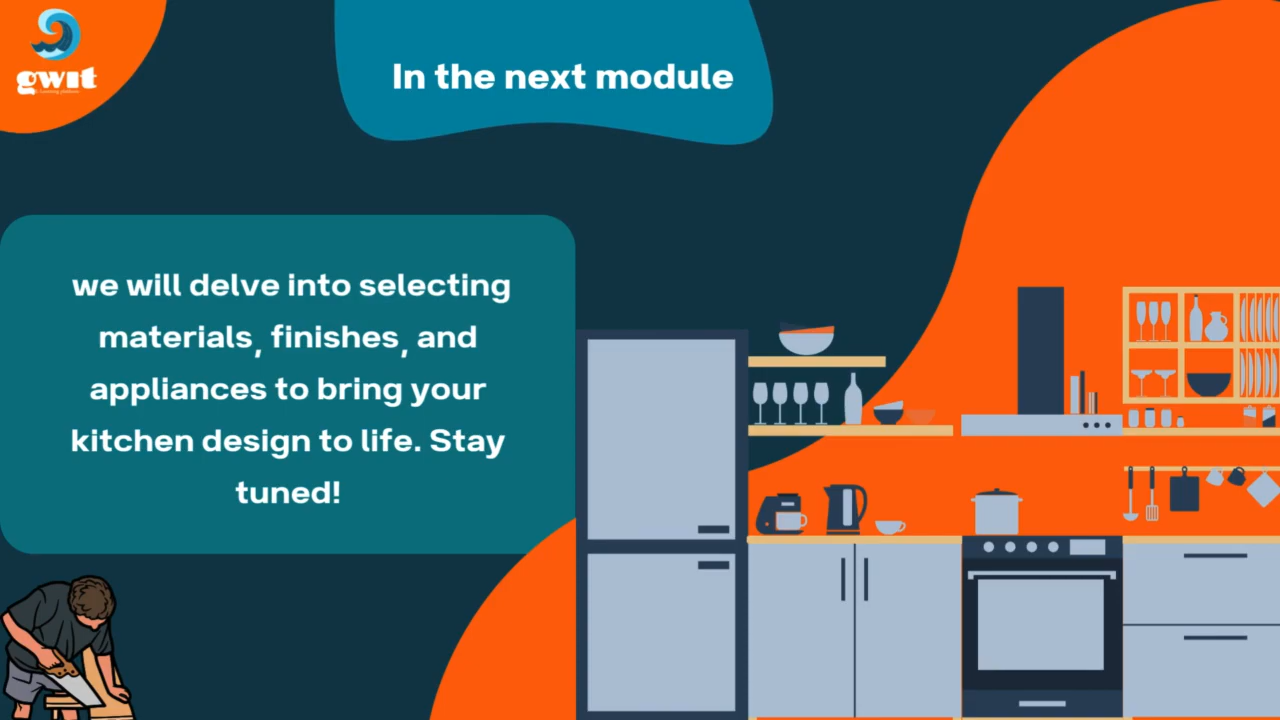 gwit
In the next module
we will delve into selecting
materials, finishes, and
appliances to bring your
kitchen design to life. Stay
tuned!